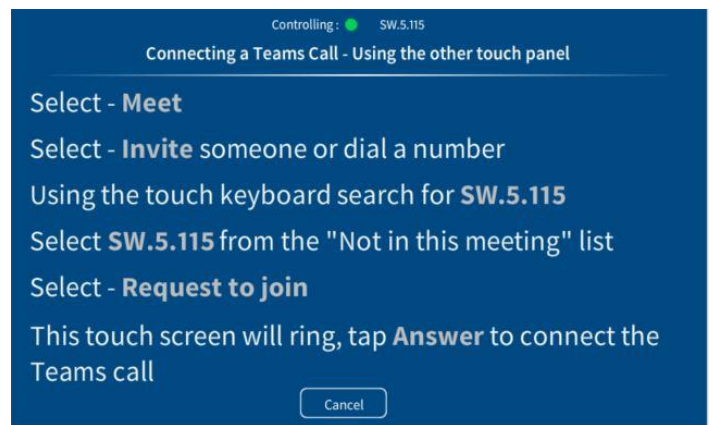 Controlling : SW.5.115
Connecting a Teams Call - Using the other touch panel
Select - Meet
Select - Invite someone or dial a number
Using the touch keyboard search for SW.5.115
Select SW.5.115 from the "Not in this meeting" list
Select - Request to join
This touch screen will ring, tap Answer to connect the
Teams call
Cancel